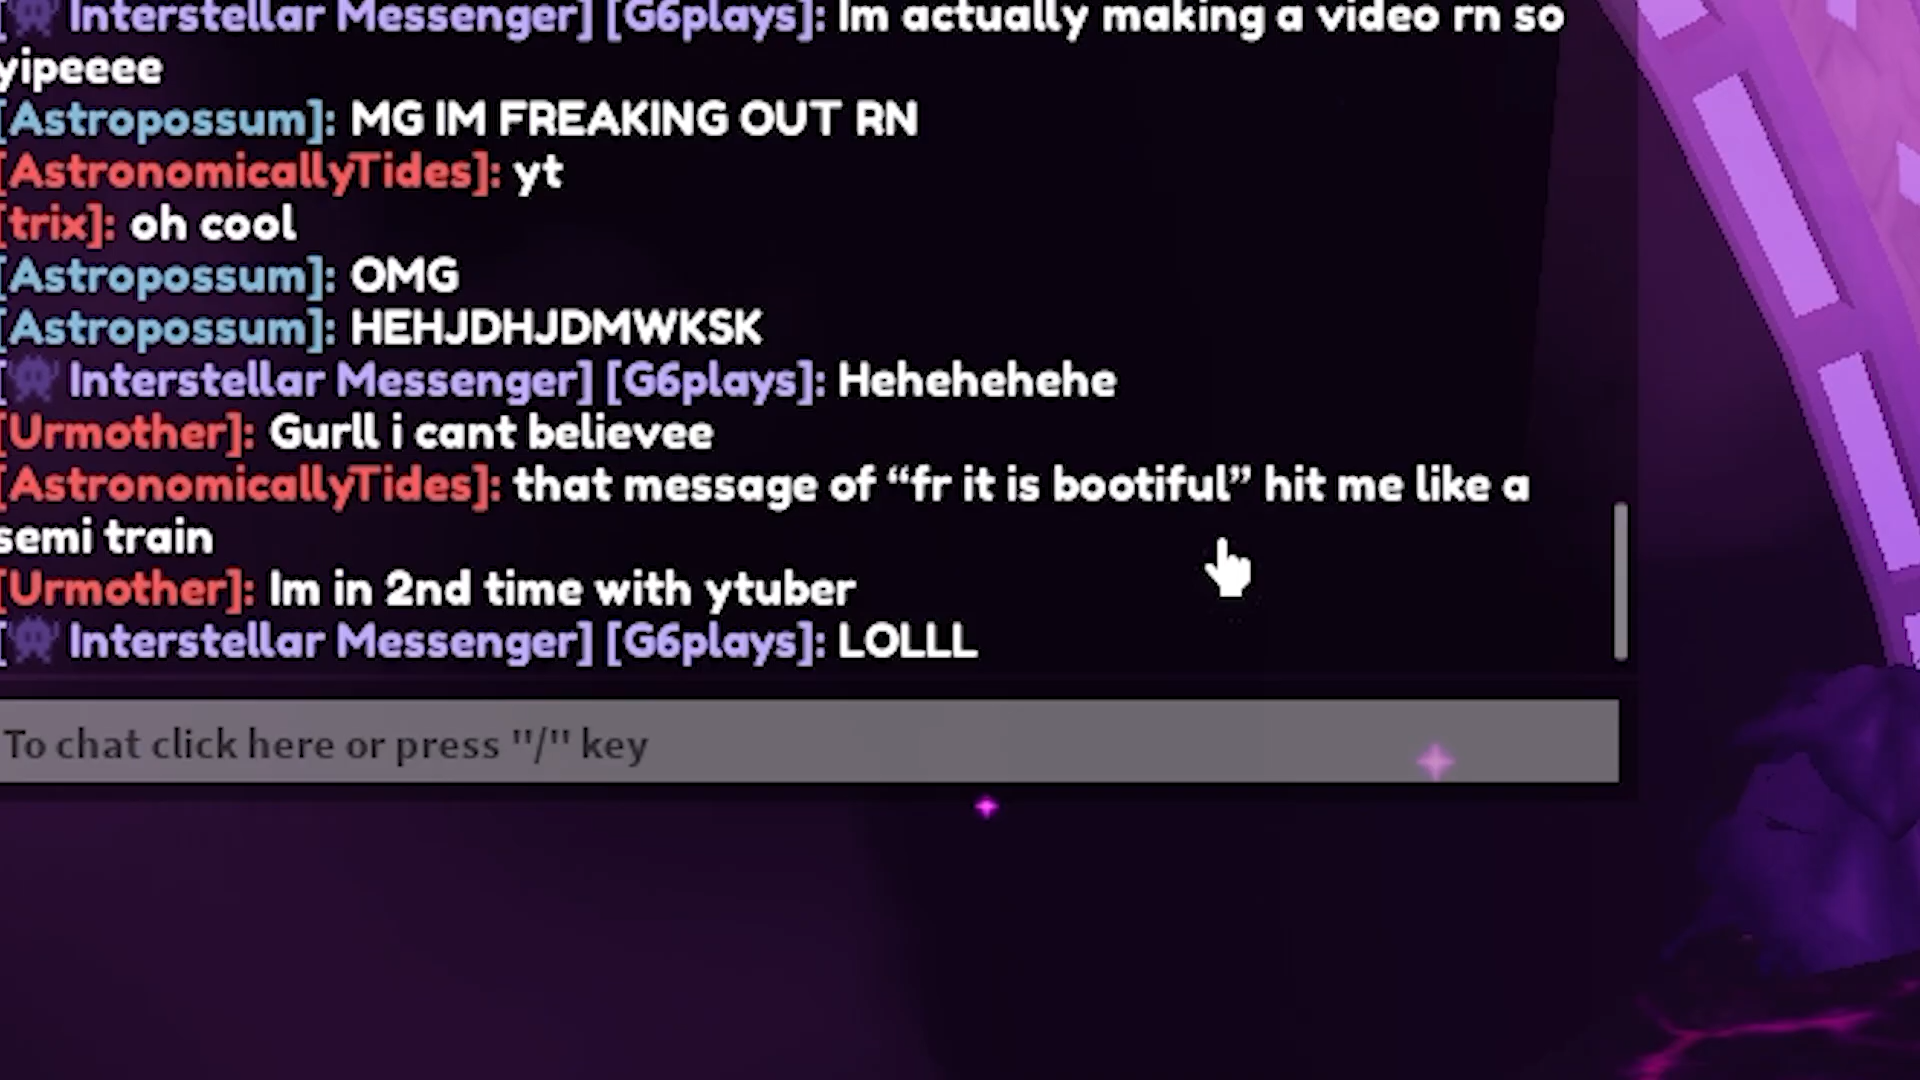 [Interstellar Messenger] [G6plays]: Im actually making a video rn so
yipeeee
[Astropossum]: MG IM FREAKING OUT RN
[AstronomicallyTides]: yt
[trix]: oh cool
[Astropossum]: OMG
[Astropossum]: HEHJDHJDMWKSK
[Interstellar Messenger] [G6plays]: Hehehehehe
[Urmother]: Gurll i cant believee
[AstronomicallyTides]: that message of “fr it is bootiful” hit me like a
semi train
[Urmother]: Im in 2nd time with ytuber
[Interstellar Messenger] [G6plays]: LOLLL
To chat click here or press "/" key